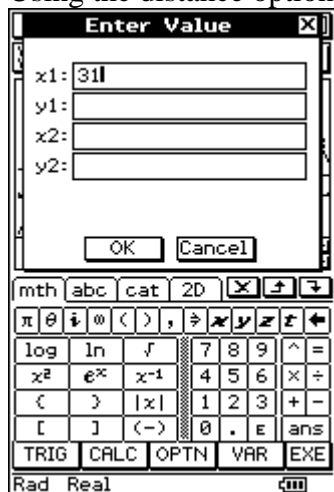 Using the distance option
Enter Value
x1: 31
y1:
x2:
y2:
OK Cancel
mth abc cat 2D
π θ i ∞ ( ) , ⇒ x y z t
log ln √ 7 8 9 ^ =
x² eˣ x⁻¹ 4 5 6 × ÷
( ) |x| 1 2 3 + −
[ ] (−) 0 . E ans
TRIG CALC OPTN VAR EXE
Rad Real